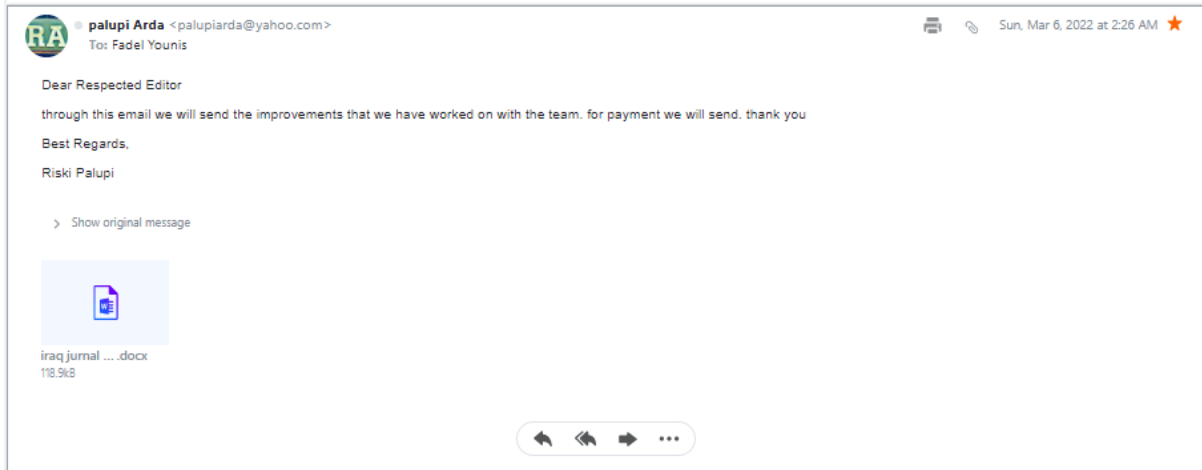 RA
palupi Arda <palupiarda@yahoo.com>
Sun, Mar 6, 2022 at 2:26 AM
To: Fadel Younis
Dear Respected Editor
through this email we will send the improvements that we have worked on with the team. for payment we will send. thank you
Best Regards,
Riski Palupi
Show original message
iraq jurnal ... .docx
118.9kB